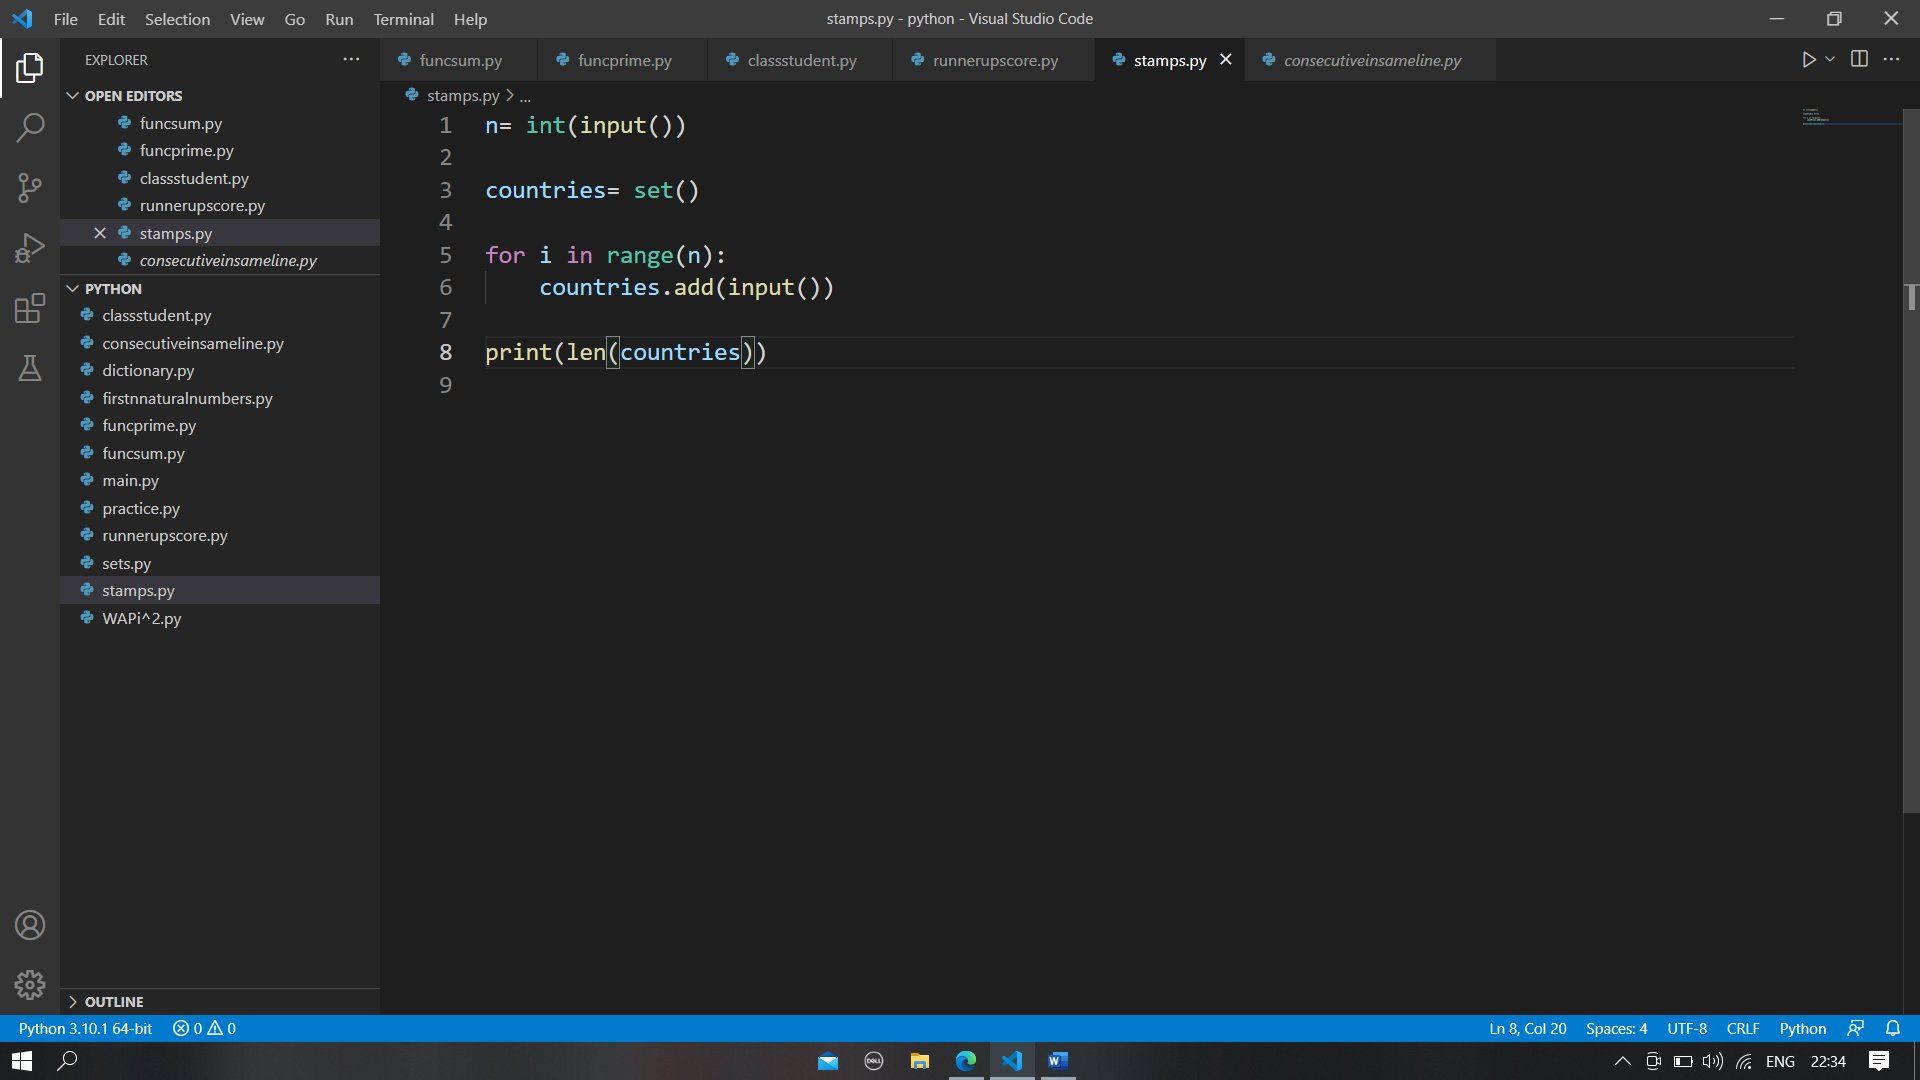 File Edit Selection View Go Run Terminal Help
stamps.py - python - Visual Studio Code
EXPLORER
OPEN EDITORS
funcsum.py
funcprime.py
classstudent.py
runnerupscore.py
stamps.py
consecutiveinsameline.py
PYTHON
classstudent.py
consecutiveinsameline.py
dictionary.py
firstnnaturalnumbers.py
funcprime.py
funcsum.py
main.py
practice.py
runnerupscore.py
sets.py
stamps.py
WAPi^2.py
OUTLINE
funcsum.py funcprime.py classstudent.py runnerupscore.py stamps.py consecutiveinsameline.py
stamps.py > ...
1 n= int(input())
2
3 countries= set()
4
5 for i in range(n):
6 countries.add(input())
7
8 print(len(countries))
9
Python 3.10.1 64-bit 0 0 Ln 8, Col 20 Spaces: 4 UTF-8 CRLF Python
DELL W ENG 22:34